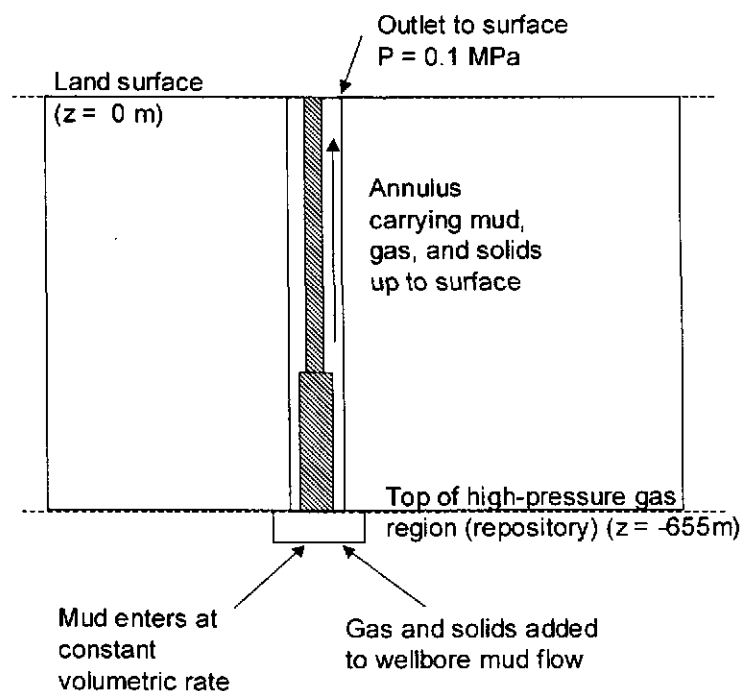 Outlet to surface
P = 0.1 MPa
Land surface
(z = 0 m)
Annulus
carrying mud,
gas, and solids
up to surface
Top of high-pressure gas
region (repository) (z = -655m)
Mud enters at
constant
volumetric rate
Gas and solids added
to wellbore mud flow